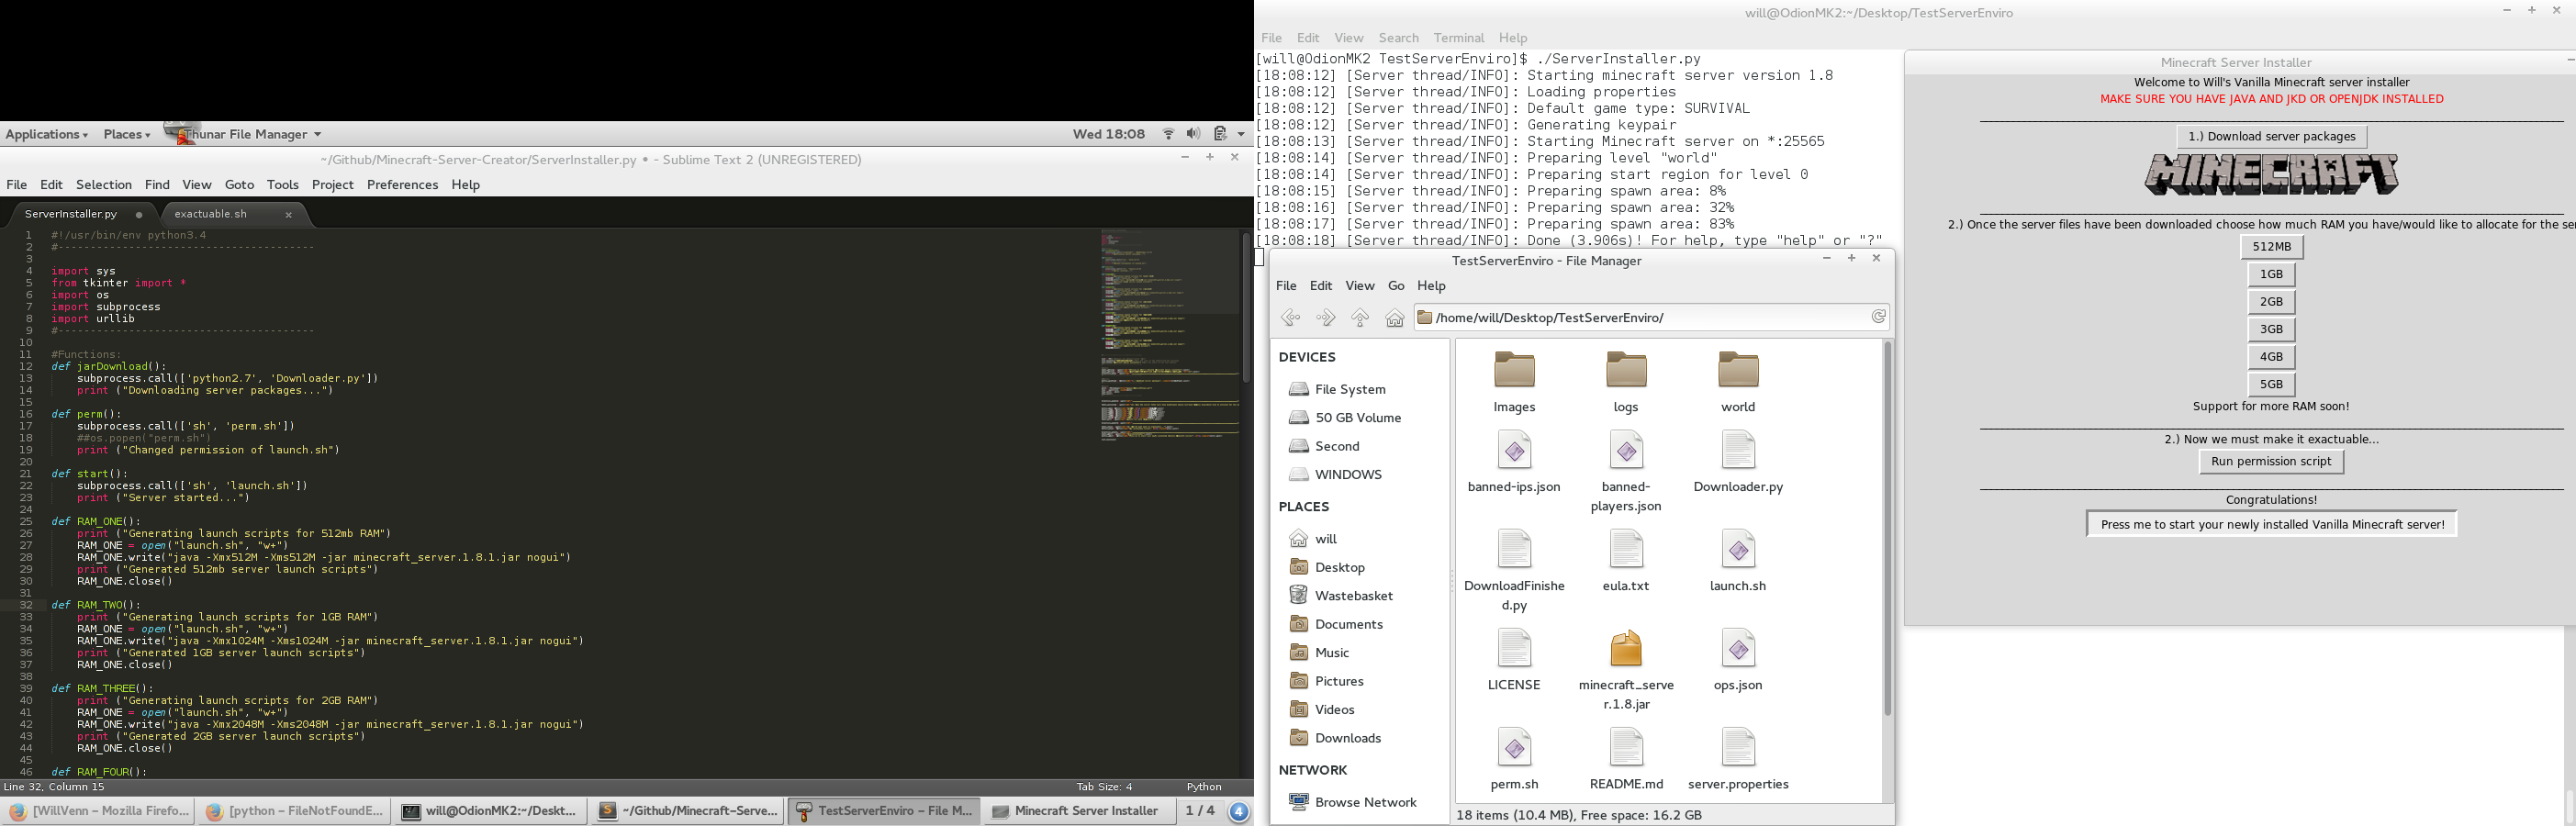 Applications
Places
Thunar File Manager
Wed 18:08
~/Github/Minecraft-Server-Creator/ServerInstaller.py • - Sublime Text 2 (UNREGISTERED)
File Edit Selection Find View Goto Tools Project Preferences Help
ServerInstaller.py
exactuable.sh
1 #!/usr/bin/env python3.4
2 #----------------------------------------
3
4 import sys
5 from tkinter import *
6 import os
7 import subprocess
8 import urllib
9 #----------------------------------------
10
11 #Functions:
12 def jarDownload():
13 subprocess.call(['python2.7', 'Downloader.py'])
14 print ("Downloading server packages...")
15
16 def perm():
17 subprocess.call(['sh', 'perm.sh'])
18 ##os.popen("perm.sh")
19 print ("Changed permission of launch.sh")
20
21 def start():
22 subprocess.call(['sh', 'launch.sh'])
23 print ("Server started...")
24
25 def RAM_ONE():
26 print ("Generating launch scripts for 512mb RAM")
27 RAM_ONE = open("launch.sh", "w+")
28 RAM_ONE.write("java -Xmx512M -Xms512M -jar minecraft_server.1.8.1.jar nogui")
29 print ("Generated 512mb server launch scripts")
30 RAM_ONE.close()
31
32 def RAM_TWO():
33 print ("Generating launch scripts for 1GB RAM")
34 RAM_ONE = open("launch.sh", "w+")
35 RAM_ONE.write("java -Xmx1024M -Xms1024M -jar minecraft_server.1.8.1.jar nogui")
36 print ("Generated 1GB server launch scripts")
37 RAM_ONE.close()
38
39 def RAM_THREE():
40 print ("Generating launch scripts for 2GB RAM")
41 RAM_ONE = open("launch.sh", "w+")
42 RAM_ONE.write("java -Xmx2048M -Xms2048M -jar minecraft_server.1.8.1.jar nogui")
43 print ("Generated 2GB server launch scripts")
44 RAM_ONE.close()
45
46 def RAM_FOUR():
Line 32, Column 15
Tab Size: 4
Python
[WillVenn – Mozilla Firefo...
[python – FileNotFoundE...
will@OdionMK2:~/Deskt...
~/Github/Minecraft–Serve...
TestServerEnviro – File M...
Minecraft Server Installer
1 / 4
4
will@OdionMK2:~/Desktop/TestServerEnviro
File Edit View Search Terminal Help
[will@OdionMK2 TestServerEnviro]$ ./ServerInstaller.py
[18:08:12] [Server thread/INFO]: Starting minecraft server version 1.8
[18:08:12] [Server thread/INFO]: Loading properties
[18:08:12] [Server thread/INFO]: Default game type: SURVIVAL
[18:08:12] [Server thread/INFO]: Generating keypair
[18:08:13] [Server thread/INFO]: Starting Minecraft server on *:25565
[18:08:14] [Server thread/INFO]: Preparing level "world"
[18:08:14] [Server thread/INFO]: Preparing start region for level 0
[18:08:15] [Server thread/INFO]: Preparing spawn area: 8%
[18:08:16] [Server thread/INFO]: Preparing spawn area: 32%
[18:08:17] [Server thread/INFO]: Preparing spawn area: 83%
[18:08:18] [Server thread/INFO]: Done (3.906s)! For help, type "help" or "?"
TestServerEnviro - File Manager
File Edit View Go Help
/home/will/Desktop/TestServerEnviro/
DEVICES
File System
50 GB Volume
Second
WINDOWS
PLACES
will
Desktop
Wastebasket
Documents
Music
Pictures
Videos
Downloads
NETWORK
Browse Network
Images
logs
world
banned-ips.json
banned-
players.json
Downloader.py
DownloadFinishe
d.py
eula.txt
launch.sh
LICENSE
minecraft_serve
r.1.8.jar
ops.json
perm.sh
README.md
server.properties
18 items (10.4 MB), Free space: 16.2 GB
Minecraft Server Installer
Welcome to Will's Vanilla Minecraft server installer
MAKE SURE YOU HAVE JAVA AND JKD OR OPENJDK INSTALLED
1.) Download server packages
MINECRAFT
2.) Once the server files have been downloaded choose how much RAM you have/would like to allocate for the se
512MB
1GB
2GB
3GB
4GB
5GB
Support for more RAM soon!
2.) Now we must make it exactuable...
Run permission script
Congratulations!
Press me to start your newly installed Vanilla Minecraft server!